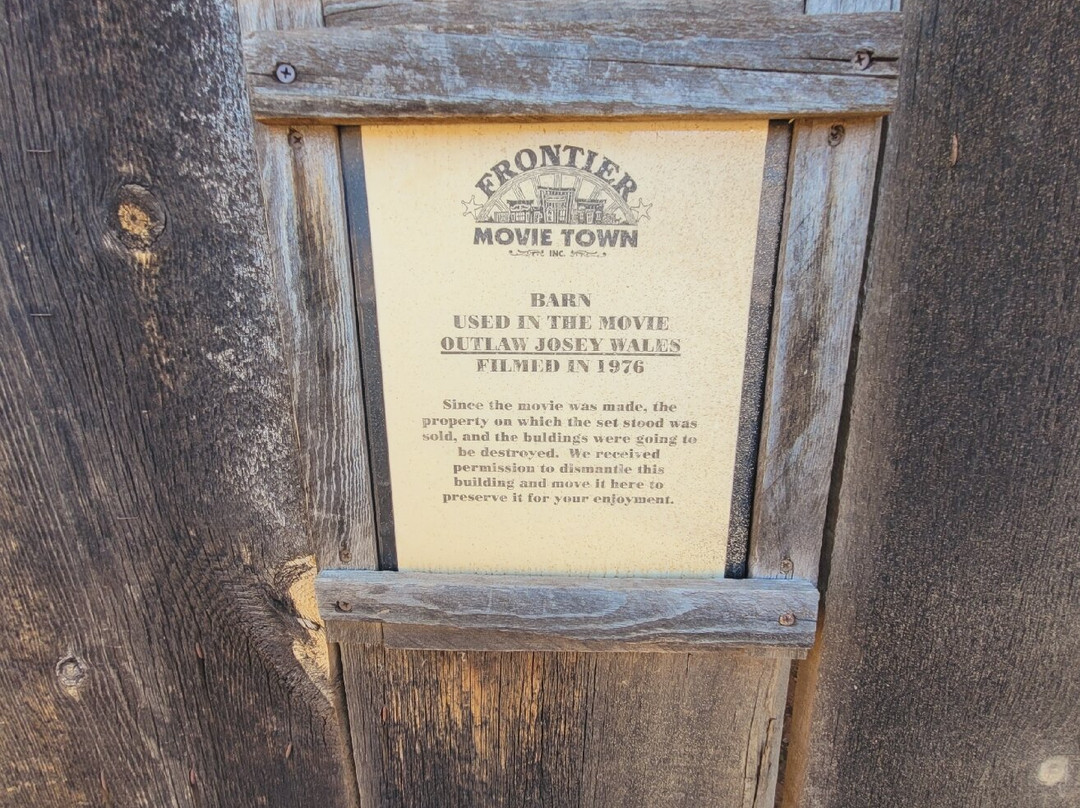 FRONTIER
MOVIE TOWN
INC.
BARN
USED IN THE MOVIE
OUTLAW JOSEY WALES
FILMED IN 1976
Since the movie was made, the
property on which the set stood was
sold, and the buldings were going to
be destroyed. We received
permission to dismantle this
building and move it here to
preserve it for your enjoyment.